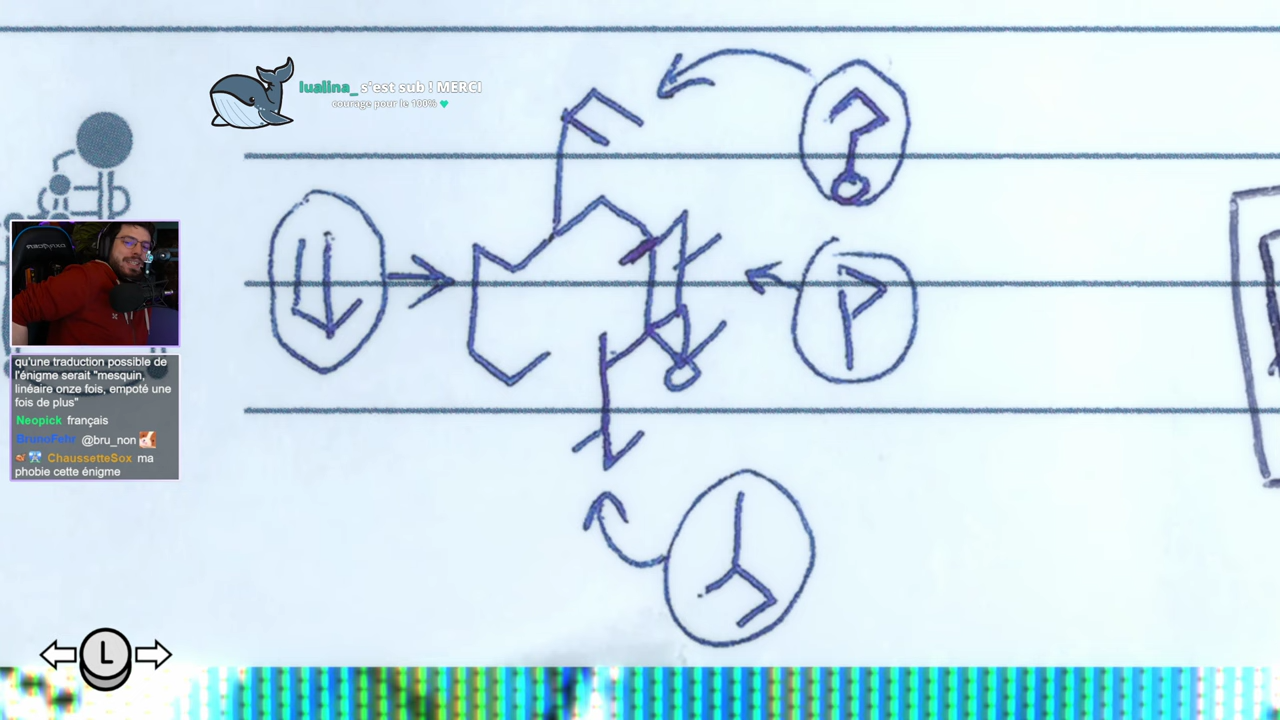 lualina_ s'est sub ! MERCI
courage pour le 100%
qu'une traduction possible de
l'énigme serait "mesquin,
linéaire onze fois, empoté une
fois de plus"
Neopick français
BrunoFehr @bru_non
ChaussetteSox ma
phobie cette énigme
L